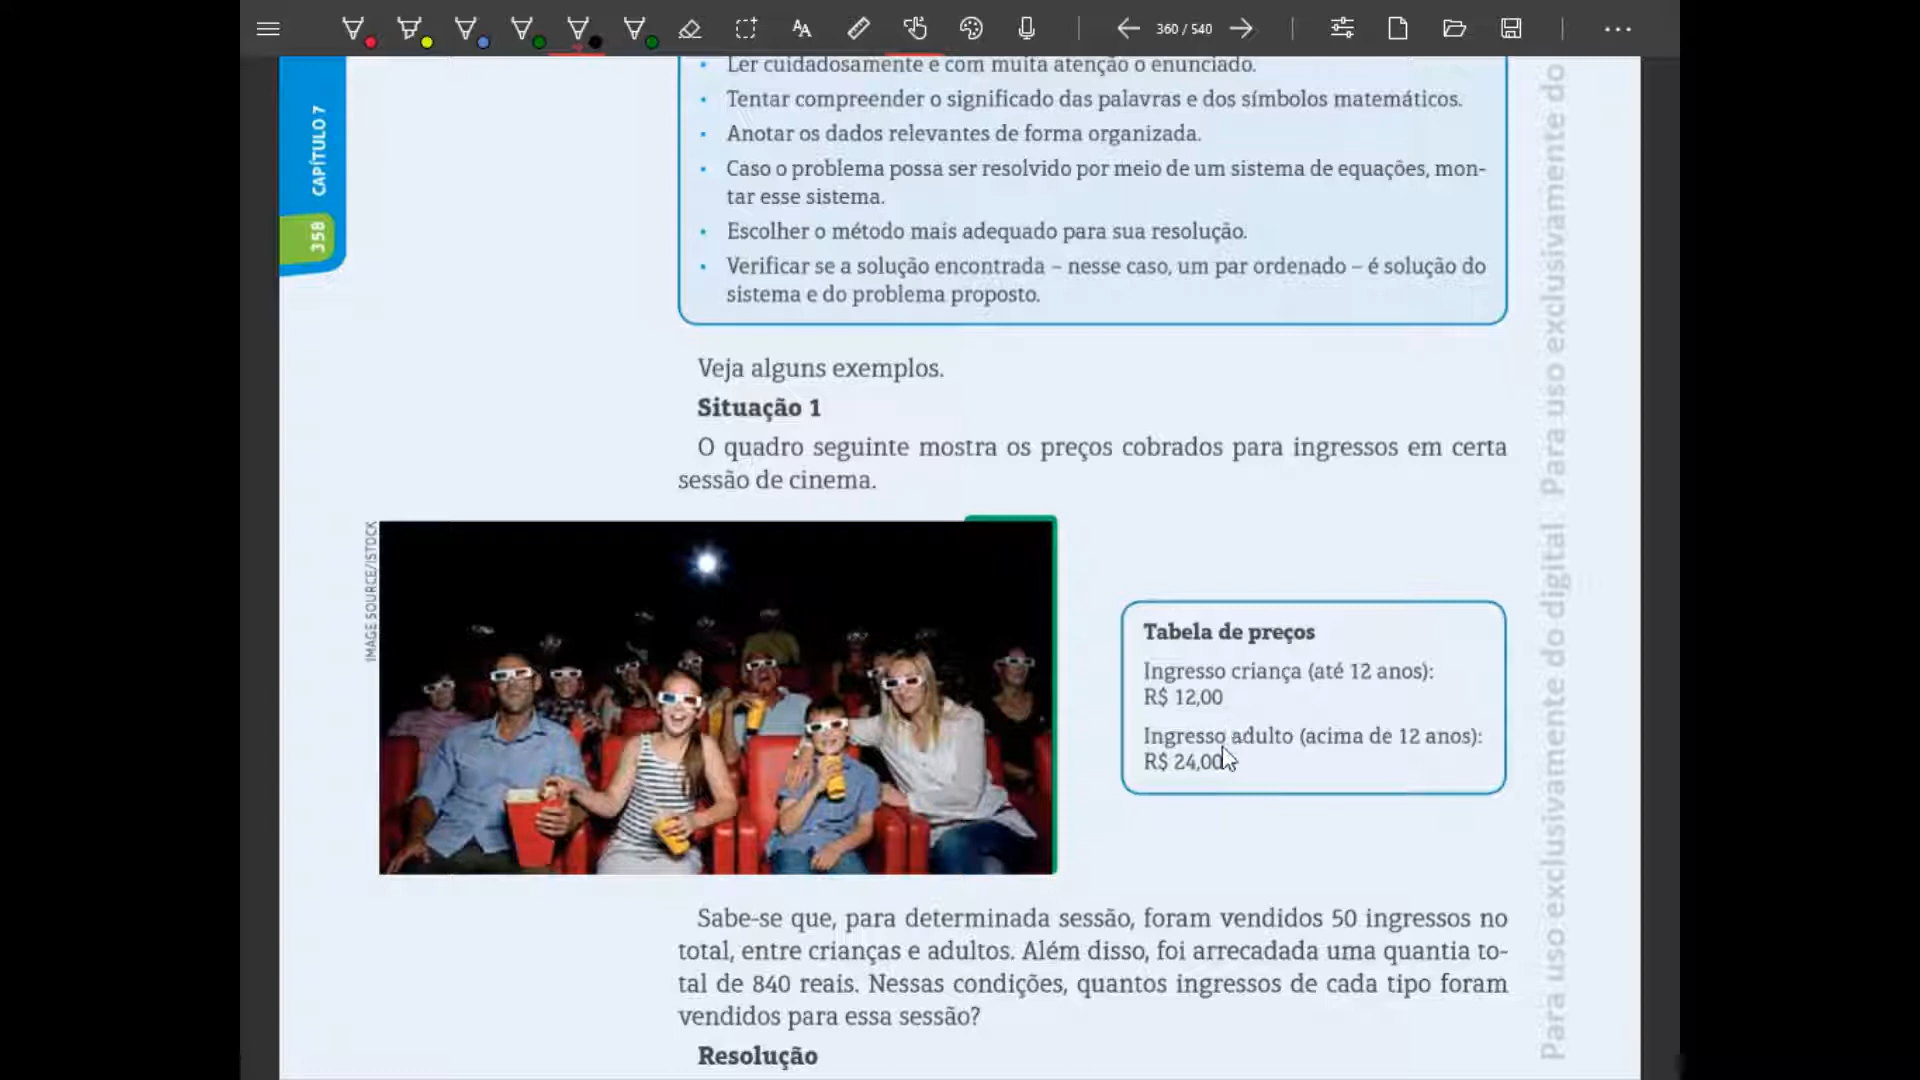 360 / 540
CAPÍTULO 7
358
Ler cuidadosamente e com muita atenção o enunciado.
• Tentar compreender o significado das palavras e dos símbolos matemáticos.
• Anotar os dados relevantes de forma organizada.
• Caso o problema possa ser resolvido por meio de um sistema de equações, mon-
tar esse sistema.
• Escolher o método mais adequado para sua resolução.
• Verificar se a solução encontrada – nesse caso, um par ordenado – é solução do
sistema e do problema proposto.
Veja alguns exemplos.
Situação 1
O quadro seguinte mostra os preços cobrados para ingressos em certa
sessão de cinema.
IMAGE SOURCE/ISTOCK
Tabela de preços
Ingresso criança (até 12 anos):
R$ 12,00
Ingresso adulto (acima de 12 anos):
R$ 24,00
Sabe-se que, para determinada sessão, foram vendidos 50 ingressos no
total, entre crianças e adultos. Além disso, foi arrecadada uma quantia to-
tal de 840 reais. Nessas condições, quantos ingressos de cada tipo foram
vendidos para essa sessão?
Resolução
Para uso exclusivamente do digital Para uso exclusivamente do